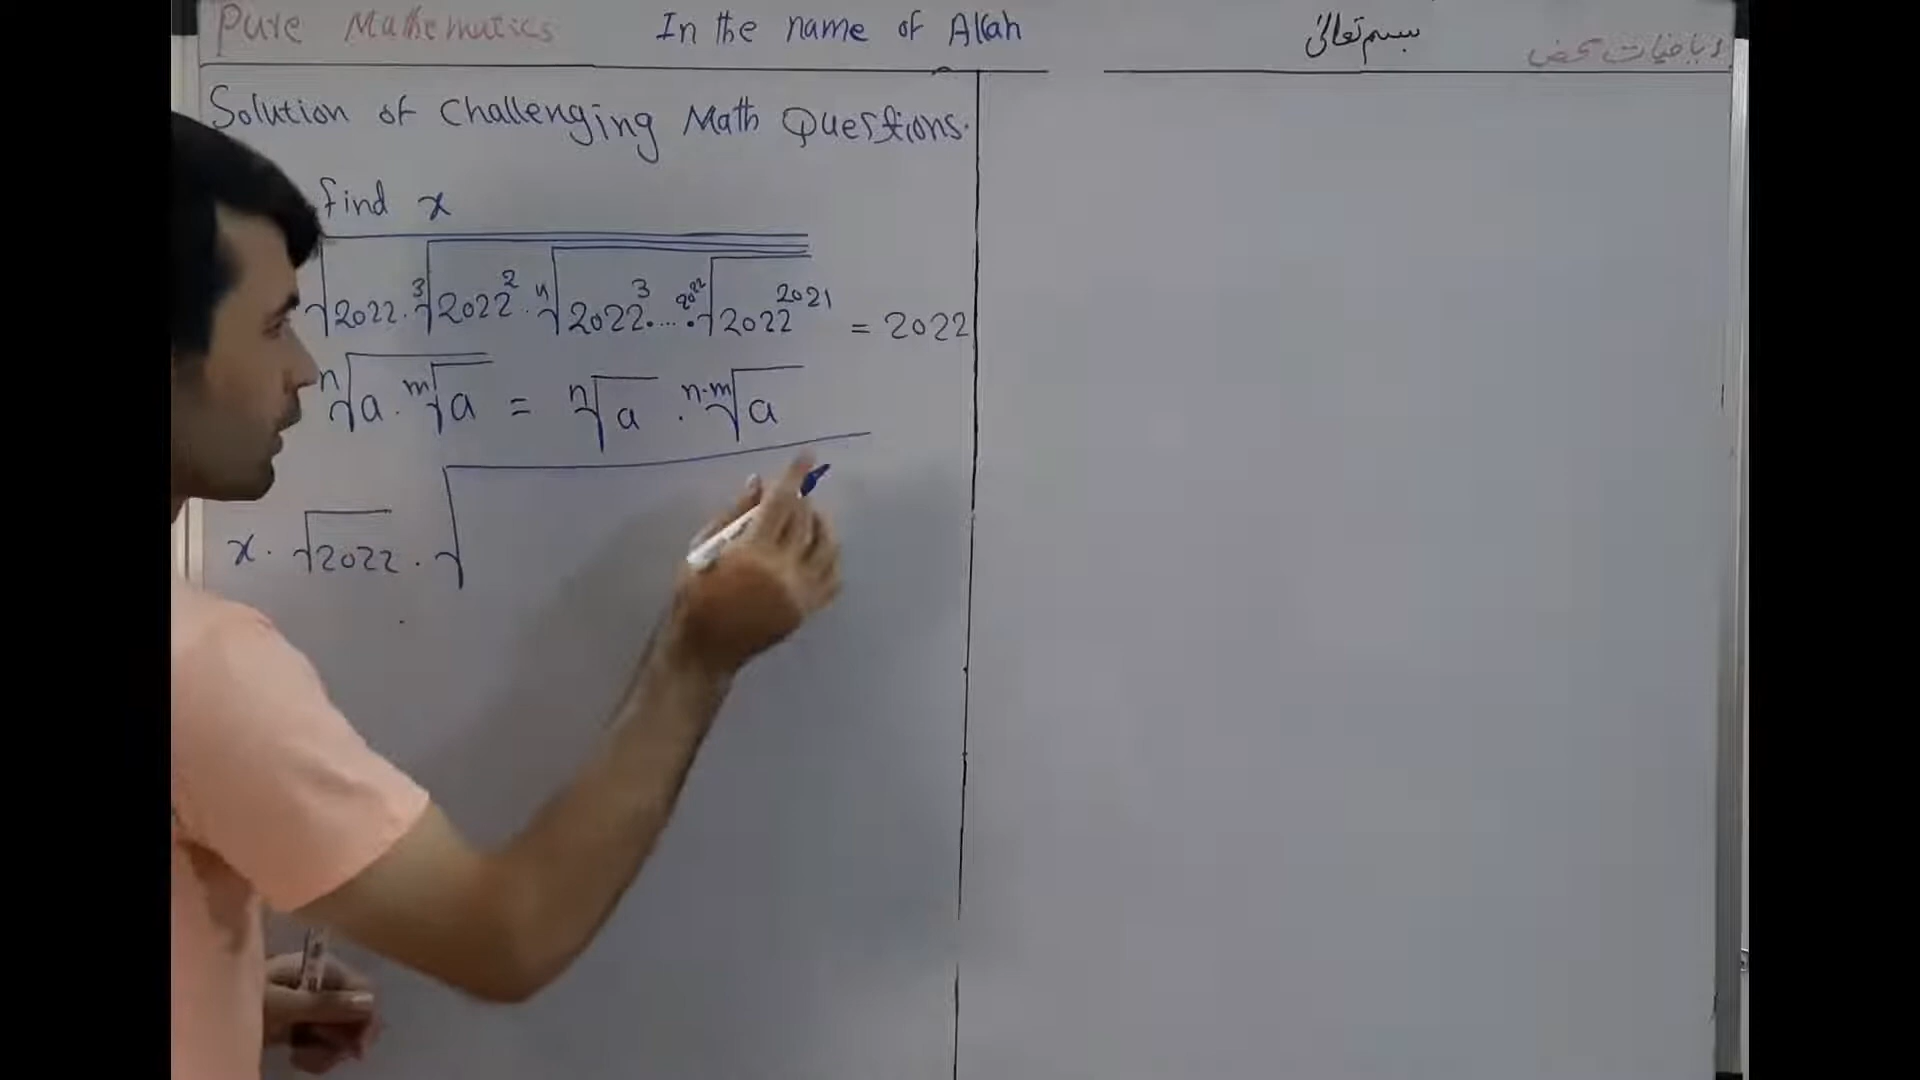 Pure Mathematics In the name of Allah بسم تعالیٰ ریاضیات محض
Solution of Challenging Math Questions.
find x
√(2022 · ³√(2022² · ⁴√(2022³ · ... · ²⁰²²√(2022²⁰²¹)))) = 2022
ⁿ√(a · ᵐ√a) = ⁿ√a · ⁿ·ᵐ√a
x · √2022 · √